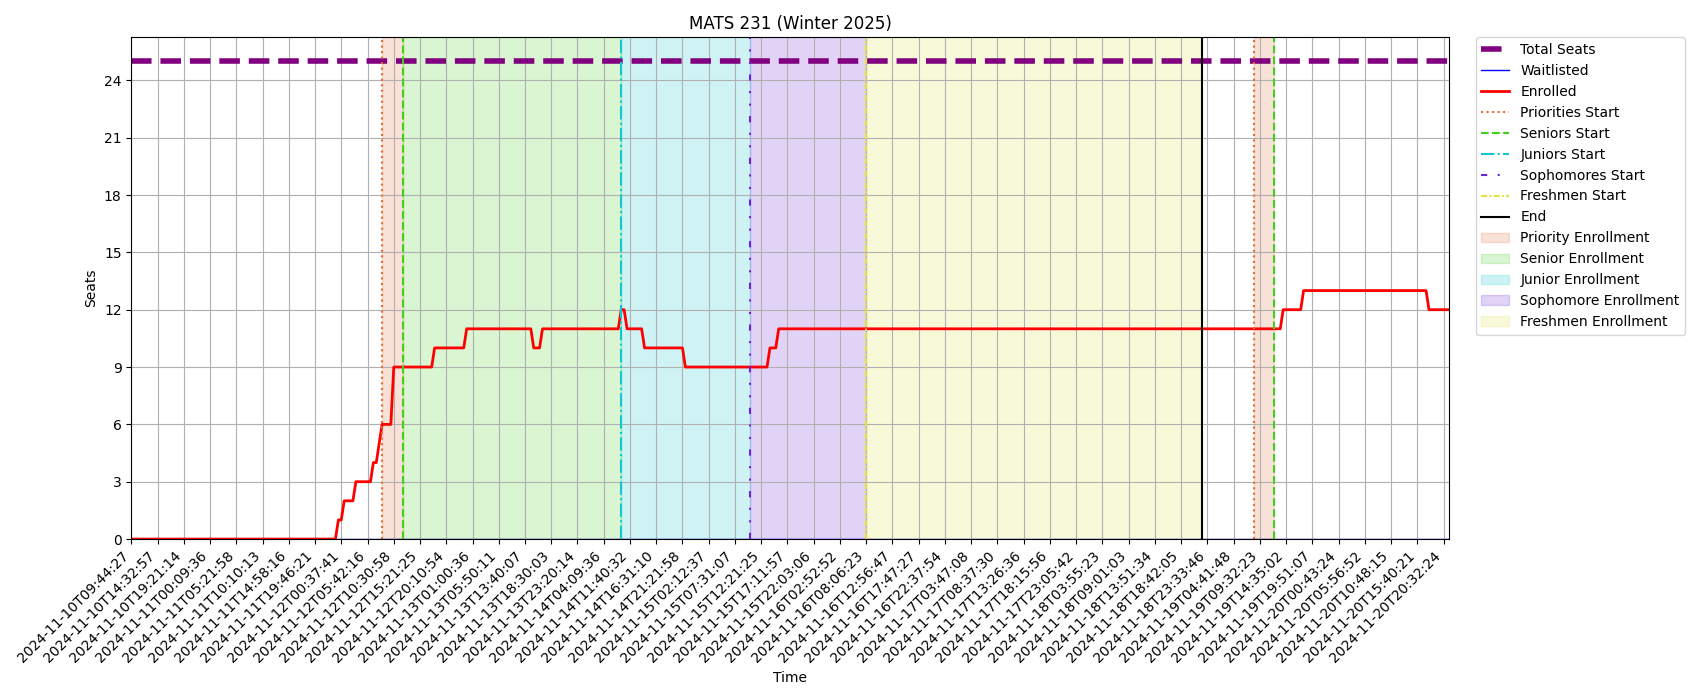 MATS 231 (Winter 2025)
24
21
18
15
12
9
6
3
0
Seats
2024-11-10T09:44:27
2024-11-10T14:32:57
2024-11-10T19:21:14
2024-11-11T00:09:36
2024-11-11T05:21:58
2024-11-11T10:10:13
2024-11-11T14:58:16
2024-11-11T19:46:21
2024-11-12T00:37:41
2024-11-12T05:42:16
2024-11-12T10:30:58
2024-11-12T15:21:25
2024-11-12T20:10:54
2024-11-13T01:00:36
2024-11-13T05:50:11
2024-11-13T13:40:07
2024-11-13T18:30:03
2024-11-13T23:20:14
2024-11-14T04:09:36
2024-11-14T11:40:32
2024-11-14T16:31:10
2024-11-14T21:21:58
2024-11-15T02:12:37
2024-11-15T07:31:07
2024-11-15T12:21:25
2024-11-15T17:11:57
2024-11-15T22:03:06
2024-11-16T02:52:52
2024-11-16T08:06:23
2024-11-16T12:56:47
2024-11-16T17:47:27
2024-11-16T22:37:54
2024-11-17T03:47:08
2024-11-17T08:37:30
2024-11-17T13:26:36
2024-11-17T18:15:56
2024-11-17T23:05:42
2024-11-18T03:55:23
2024-11-18T09:01:03
2024-11-18T13:51:34
2024-11-18T18:42:05
2024-11-18T23:33:46
2024-11-19T04:41:48
2024-11-19T09:32:23
2024-11-19T14:35:02
2024-11-19T19:51:07
2024-11-20T00:43:24
2024-11-20T05:56:52
2024-11-20T10:48:15
2024-11-20T15:40:21
2024-11-20T20:32:24
Time
Total Seats
Waitlisted
Enrolled
Priorities Start
Seniors Start
Juniors Start
Sophomores Start
Freshmen Start
End
Priority Enrollment
Senior Enrollment
Junior Enrollment
Sophomore Enrollment
Freshmen Enrollment